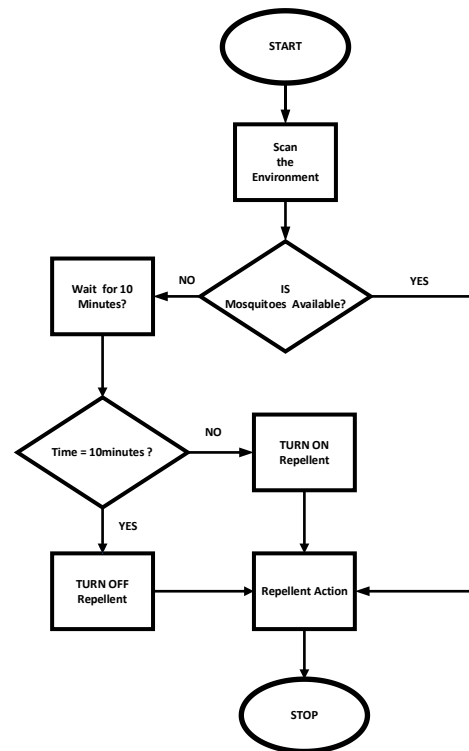 START
Scan
the
Environment
IS
Mosquitoes Available?
NO
YES
Wait for 10
Minutes?
Time = 10minutes ?
NO
YES
TURN ON
Repellent
TURN OFF
Repellent
Repellent Action
STOP